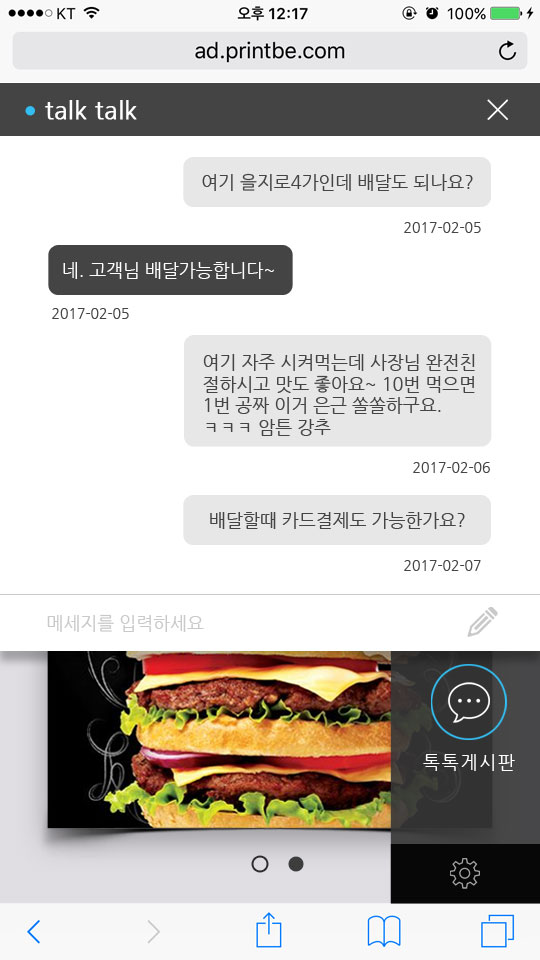 KT 오후 12:17 100%
ad.printbe.com
talk talk
여기 을지로4가인데 배달도 되나요?
2017-02-05
네. 고객님 배달가능합니다~
2017-02-05
여기 자주 시켜먹는데 사장님 완전친
절하시고 맛도 좋아요~ 10번 먹으면
1번 공짜 이거 은근 쏠쏠하구요.
ㅋㅋㅋ 암튼 강추
2017-02-06
배달할때 카드결제도 가능한가요?
2017-02-07
메세지를 입력하세요
톡톡게시판